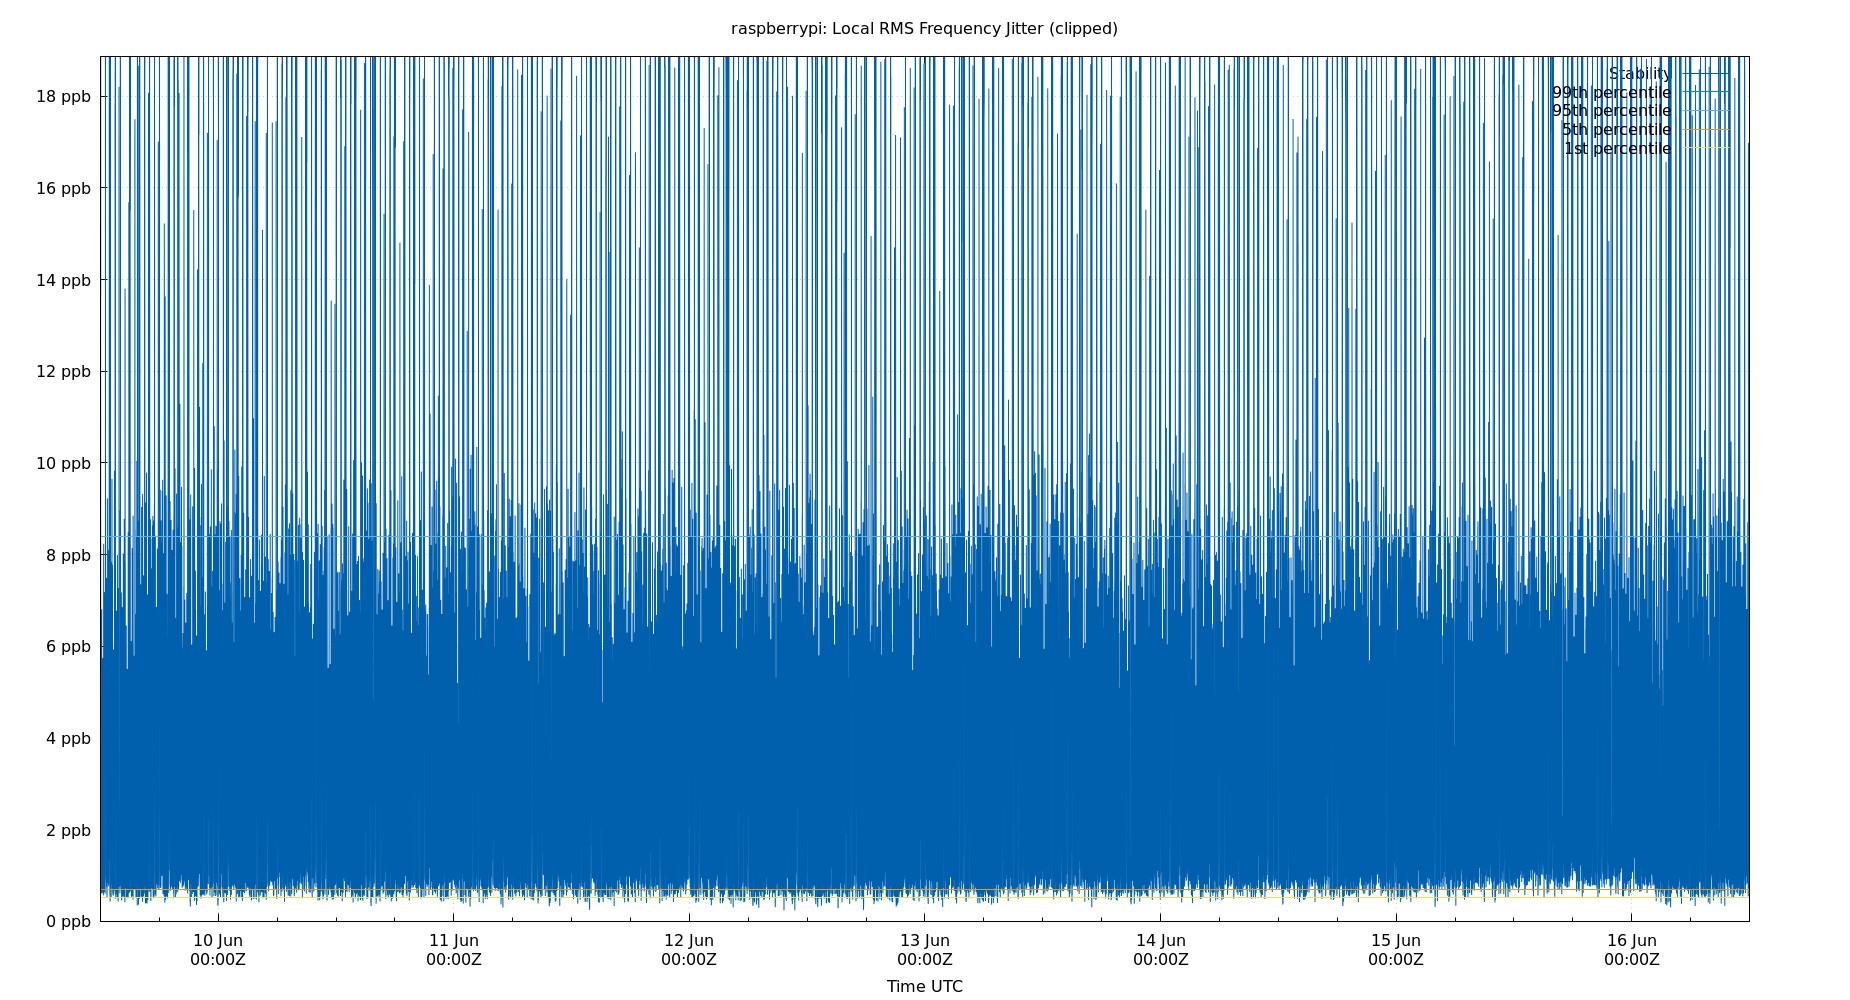 raspberrypi: Local RMS Frequency Jitter (clipped)
Stability
99th percentile
95th percentile
5th percentile
1st percentile
18 ppb
16 ppb
14 ppb
12 ppb
10 ppb
8 ppb
6 ppb
4 ppb
2 ppb
0 ppb
10 Jun 11 Jun 12 Jun 13 Jun 14 Jun 15 Jun 16 Jun
00:00Z 00:00Z 00:00Z 00:00Z 00:00Z 00:00Z 00:00Z
Time UTC